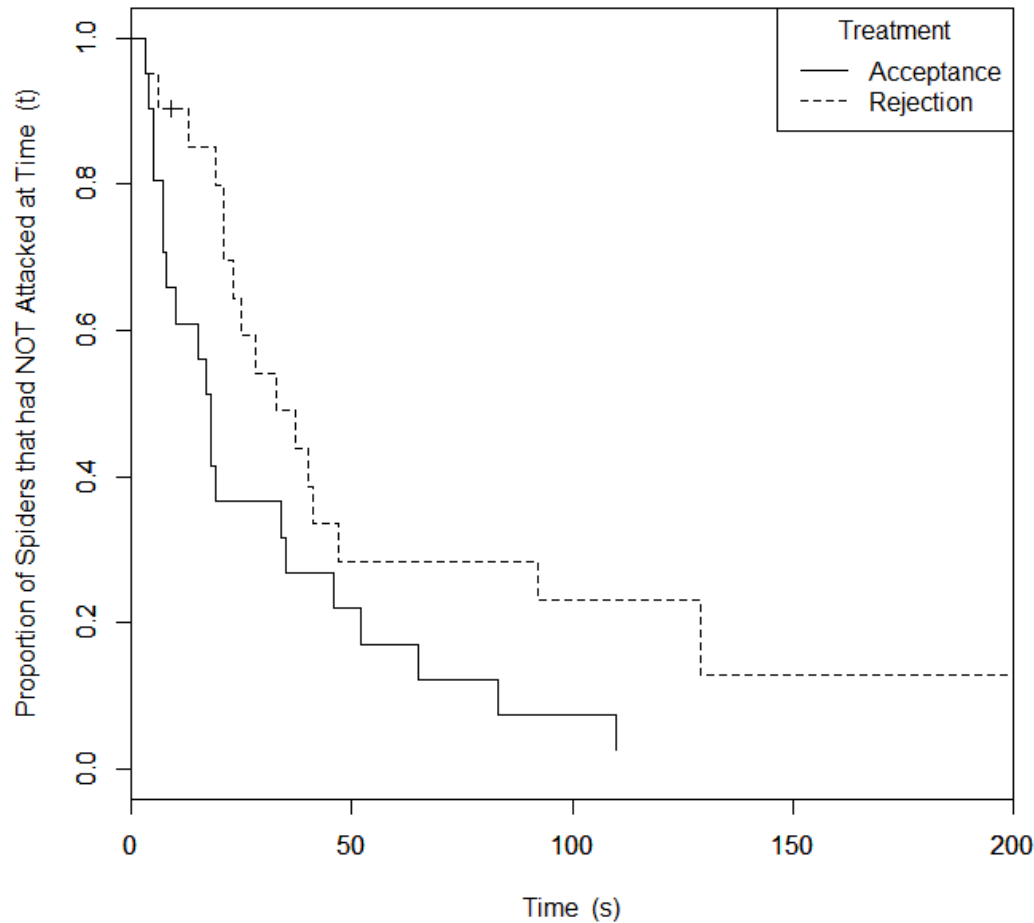 Treatment
Acceptance
Rejection
Proportion of Spiders that had NOT Attacked at Time (t)
1.0
0.8
0.6
0.4
0.2
0.0
0 50 100 150 200
Time (s)